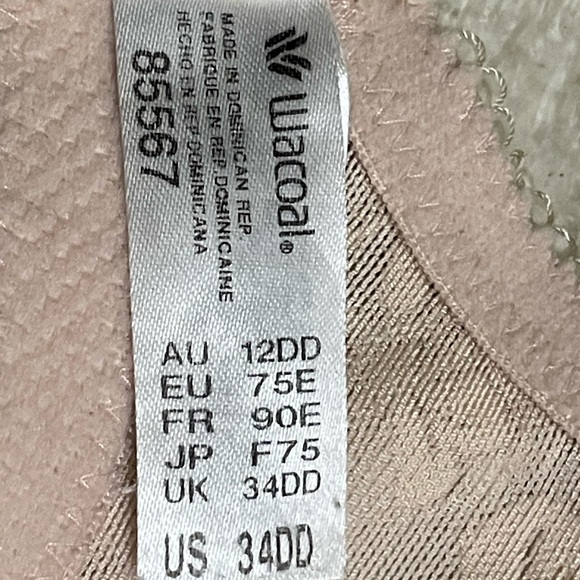 wacoal®
MADE IN DOMINICAN REP.
FABRIQUE EN REP. DOMINICAINE
HECHO EN REP. DOMINICANA
85567
AU 12DD
EU 75E
FR 90E
JP F75
UK 34DD
US 34DD